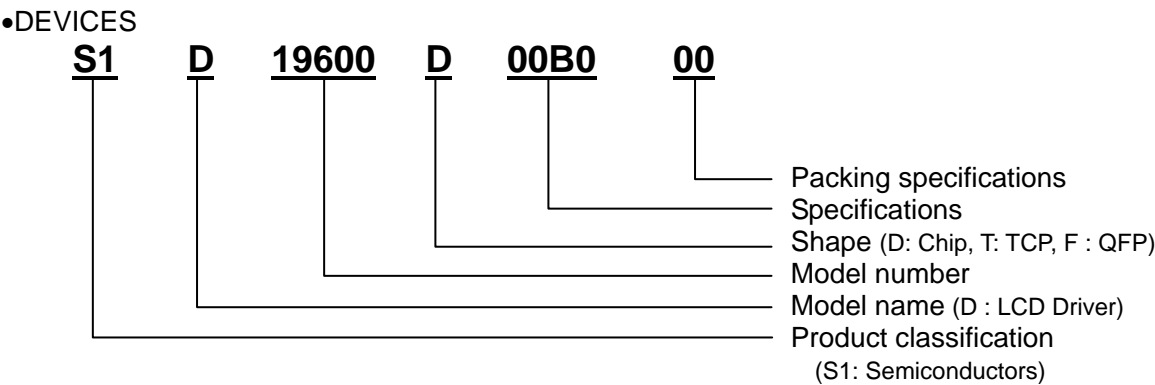 •DEVICES
S1 D 19600 D 00B0 00
Packing specifications
Specifications
Shape (D: Chip, T: TCP, F : QFP)
Model number
Model name (D : LCD Driver)
Product classification
(S1: Semiconductors)